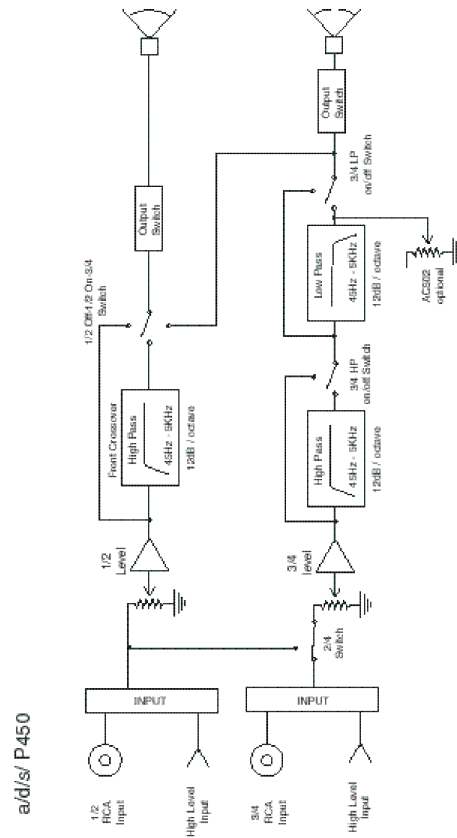 a/d/s/ P450
1/2
RCA
Input
High Level
Input
INPUT
1/2
Level
Front Crossover
High Pass
45Hz - 5KHz
12dB / octave
1/2 Off-1/2 On-3/4
Switch
Output
Switch
3/4
RCA
Input
High Level
Input
INPUT
2/4
Switch
3/4
level
High Pass
45Hz - 5KHz
12dB / octave
3/4 HP
on/off Switch
Low Pass
45Hz - 5KHz
12dB / octave
3/4 LP
on/off Switch
AC502
optional
Output
Switch